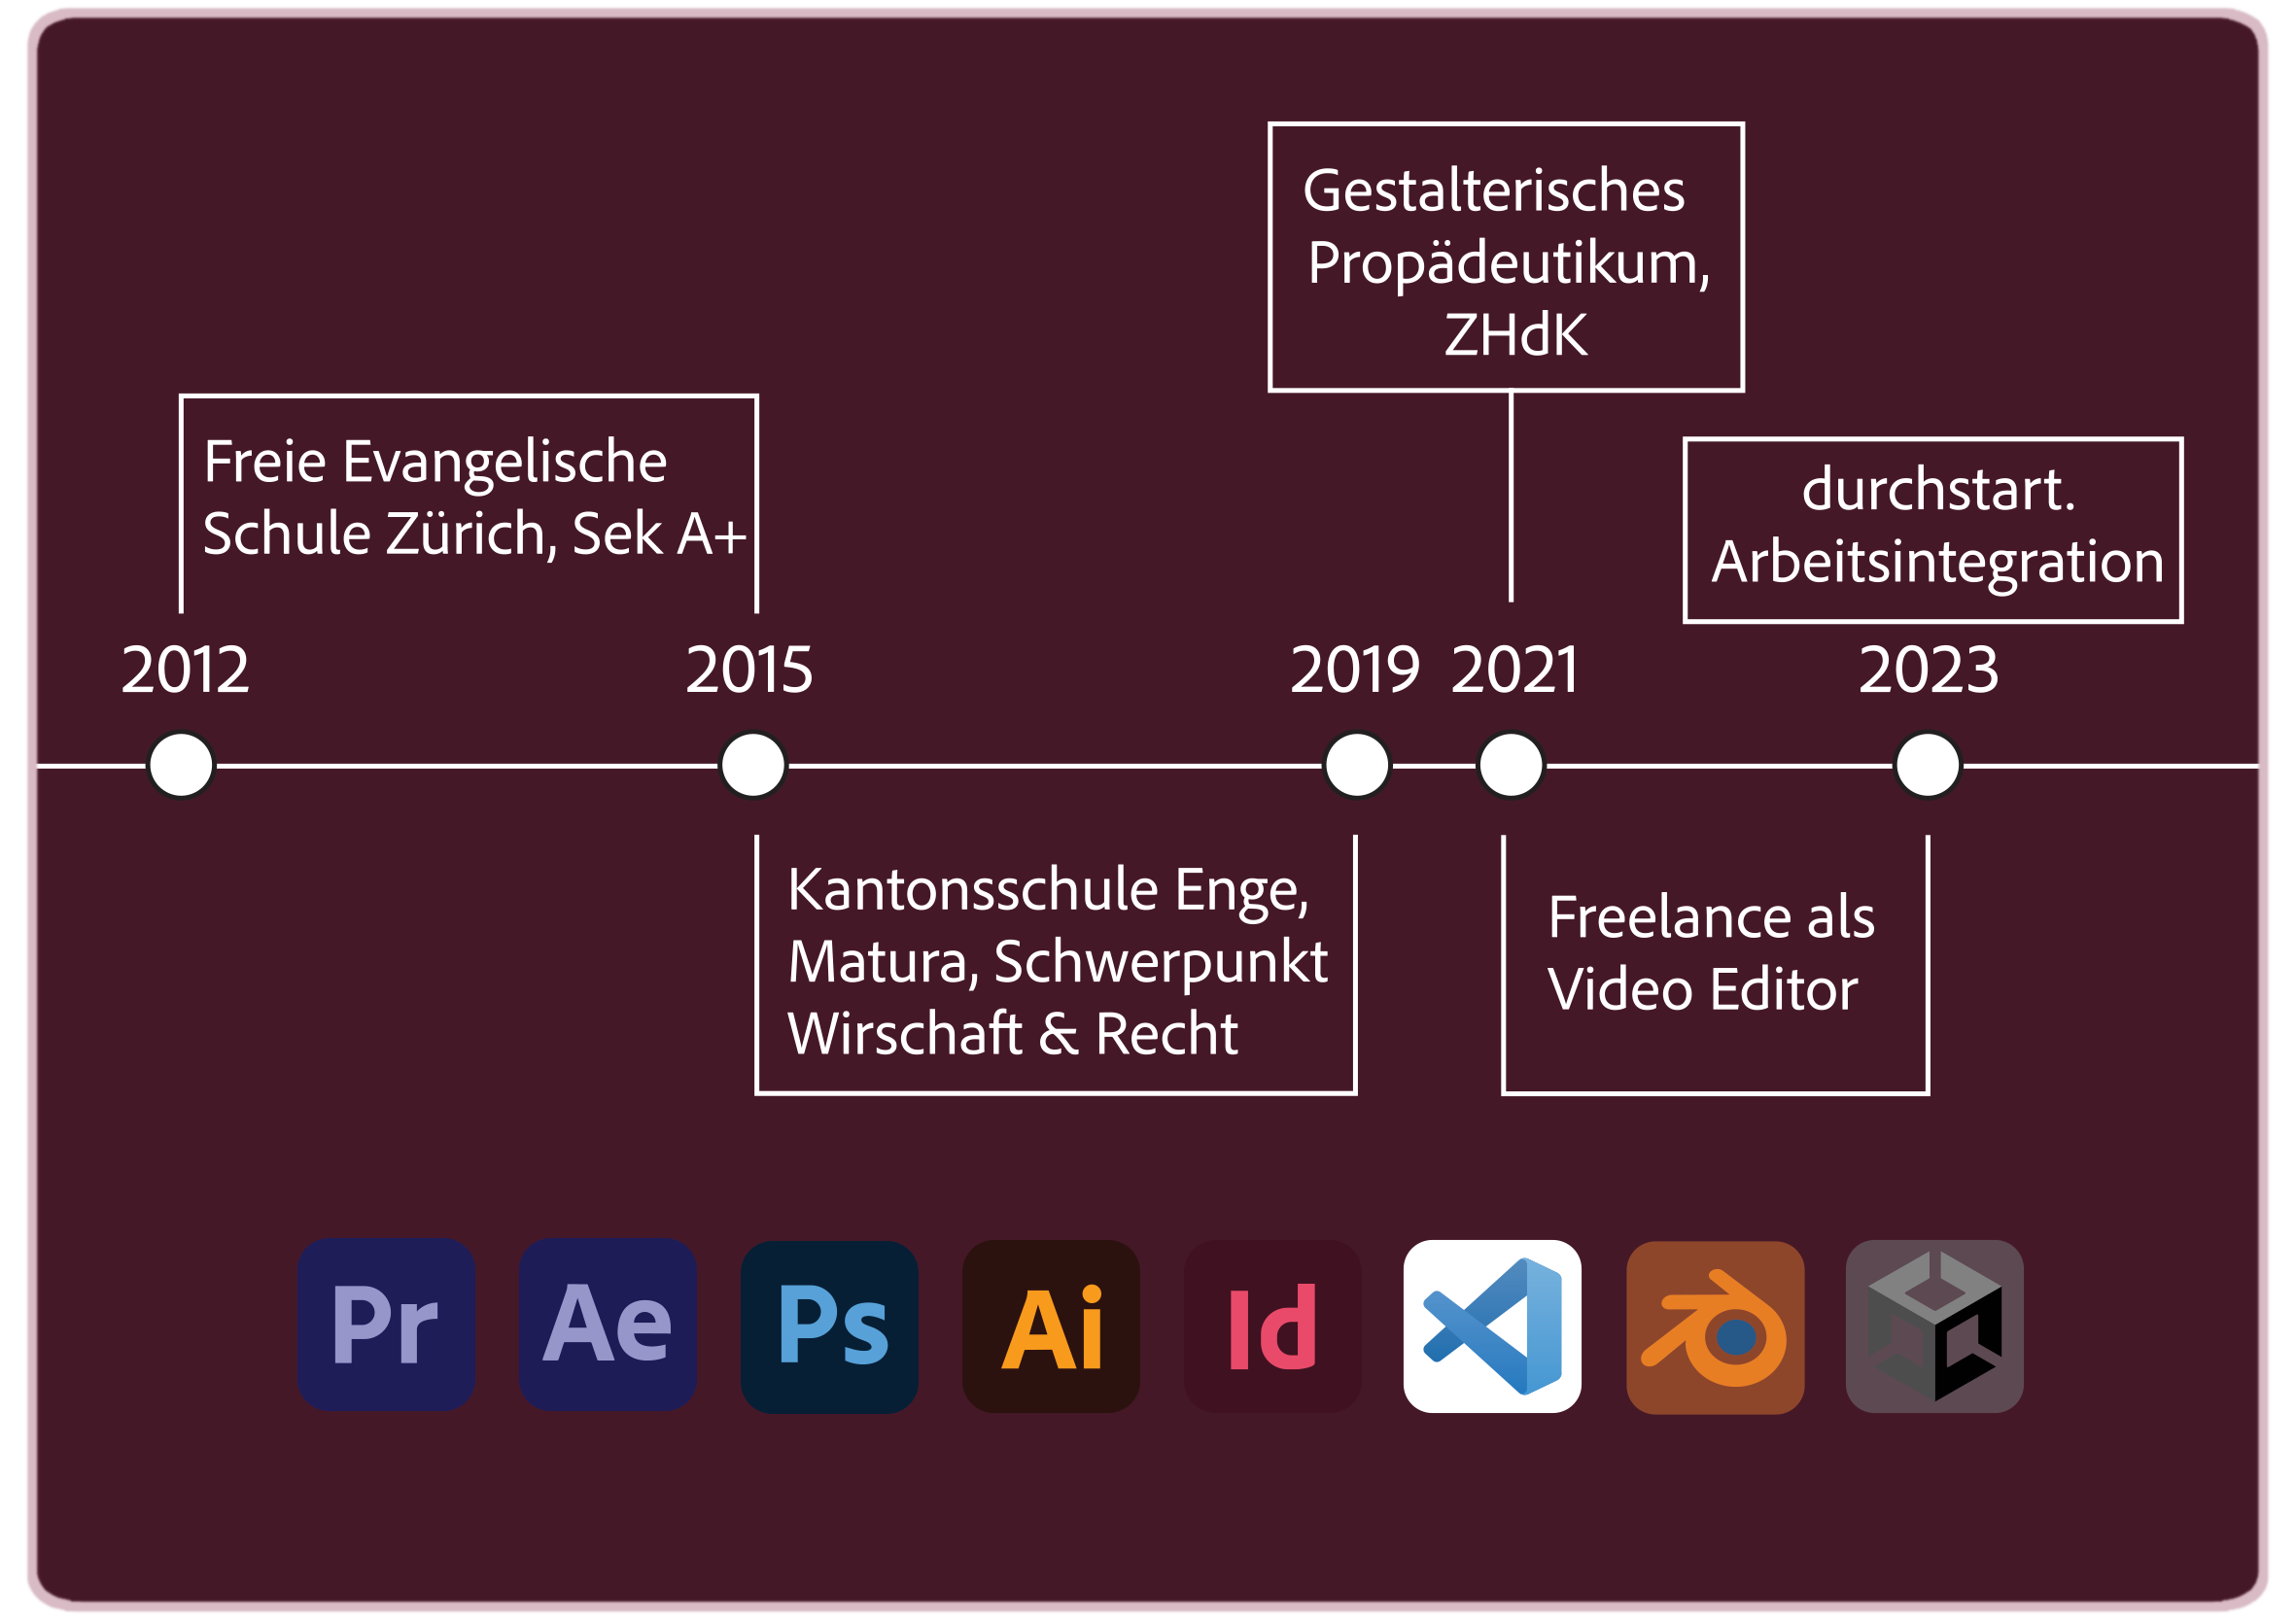 Gestalterisches
Propädeutikum,
ZHdK
Freie Evangelische
Schule Zürich, Sek A+
durchstart.
Arbeitsintegration
2012
2015
2019
2021
2023
Kantonsschule Enge,
Matura, Schwerpunkt
Wirschaft & Recht
Freelance als
Video Editor
Pr
Ae
Ps
Ai
Id